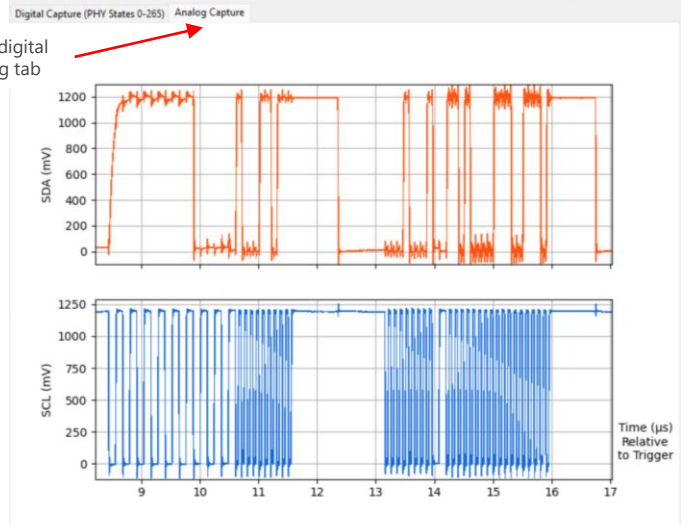 Digital Capture (PHY States 0-265) Analog Capture
digital
g tab
1200
1000
800
600
400
200
0
SDA (mV)
1250
1000
750
500
250
0
SCL (mV)
9 10 11 12 13 14 15 16 17
Time (µs)
Relative
to Trigger